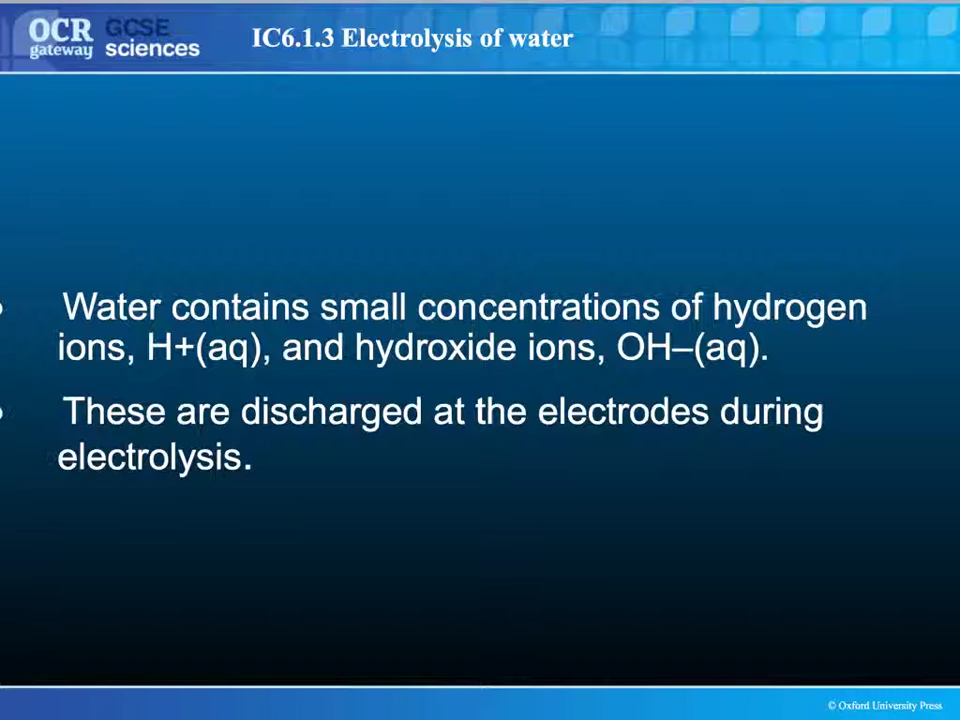 OCR GCSE
gateway sciences
IC6.1.3 Electrolysis of water
• Water contains small concentrations of hydrogen
ions, H+(aq), and hydroxide ions, OH–(aq).
• These are discharged at the electrodes during
electrolysis.
© Oxford University Press